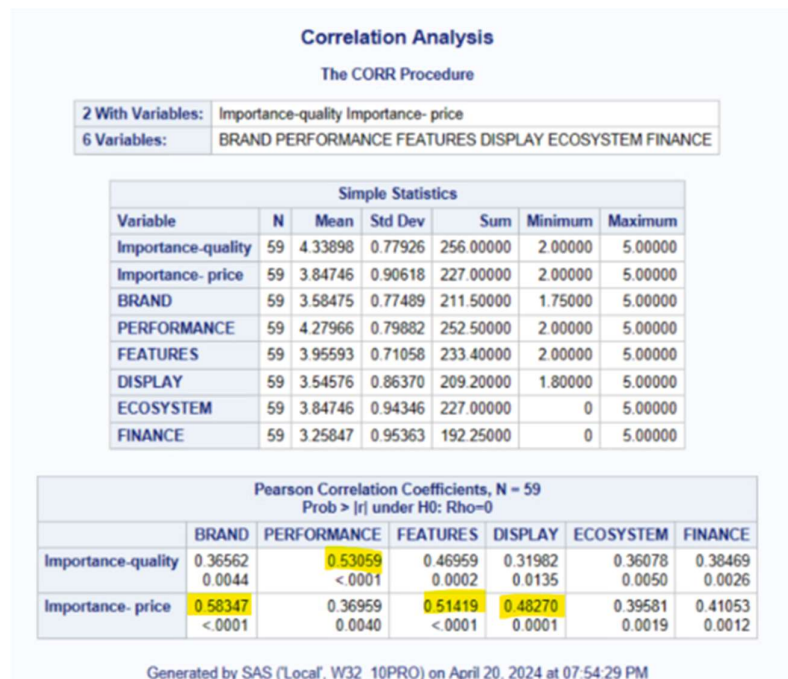 Correlation Analysis
The CORR Procedure
2 With Variables: Importance-quality Importance- price
6 Variables: BRAND PERFORMANCE FEATURES DISPLAY ECOSYSTEM FINANCE
Simple Statistics
Variable N Mean Std Dev Sum Minimum Maximum
Importance-quality 59 4.33898 0.77926 256.00000 2.00000 5.00000
Importance- price 59 3.84746 0.90618 227.00000 2.00000 5.00000
BRAND 59 3.58475 0.77489 211.50000 1.75000 5.00000
PERFORMANCE 59 4.27966 0.79882 252.50000 2.00000 5.00000
FEATURES 59 3.95593 0.71058 233.40000 2.00000 5.00000
DISPLAY 59 3.54576 0.86370 209.20000 1.80000 5.00000
ECOSYSTEM 59 3.84746 0.94346 227.00000 0 5.00000
FINANCE 59 3.25847 0.95363 192.25000 0 5.00000
Pearson Correlation Coefficients, N = 59
Prob > |r| under H0: Rho=0
BRAND PERFORMANCE FEATURES DISPLAY ECOSYSTEM FINANCE
Importance-quality 0.36562 0.53059 0.46959 0.31982 0.36078 0.38469
0.0044 <.0001 0.0002 0.0135 0.0050 0.0026
Importance- price 0.58347 0.36959 0.51419 0.48270 0.39581 0.41053
<.0001 0.0040 <.0001 0.0001 0.0019 0.0012
Generated by SAS ('Local', W32_10PRO) on April 20, 2024 at 07:54:29 PM